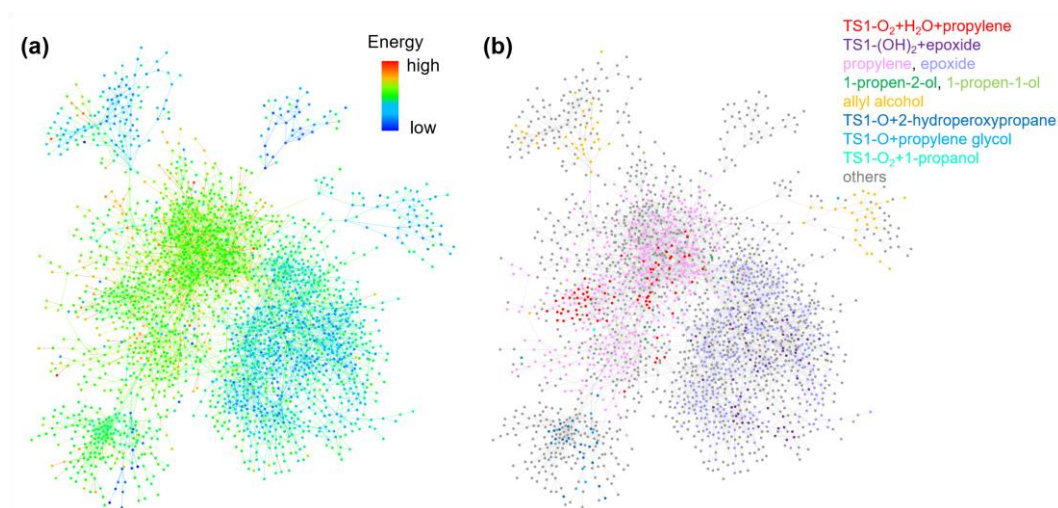 (a)
Energy
high
low
(b)
TS1-O₂+H₂O+propylene
TS1-(OH)₂+epoxide
propylene, epoxide
1-propen-2-ol, 1-propen-1-ol
allyl alcohol
TS1-O+2-hydroperoxypropane
TS1-O+propylene glycol
TS1-O₂+1-propanol
others